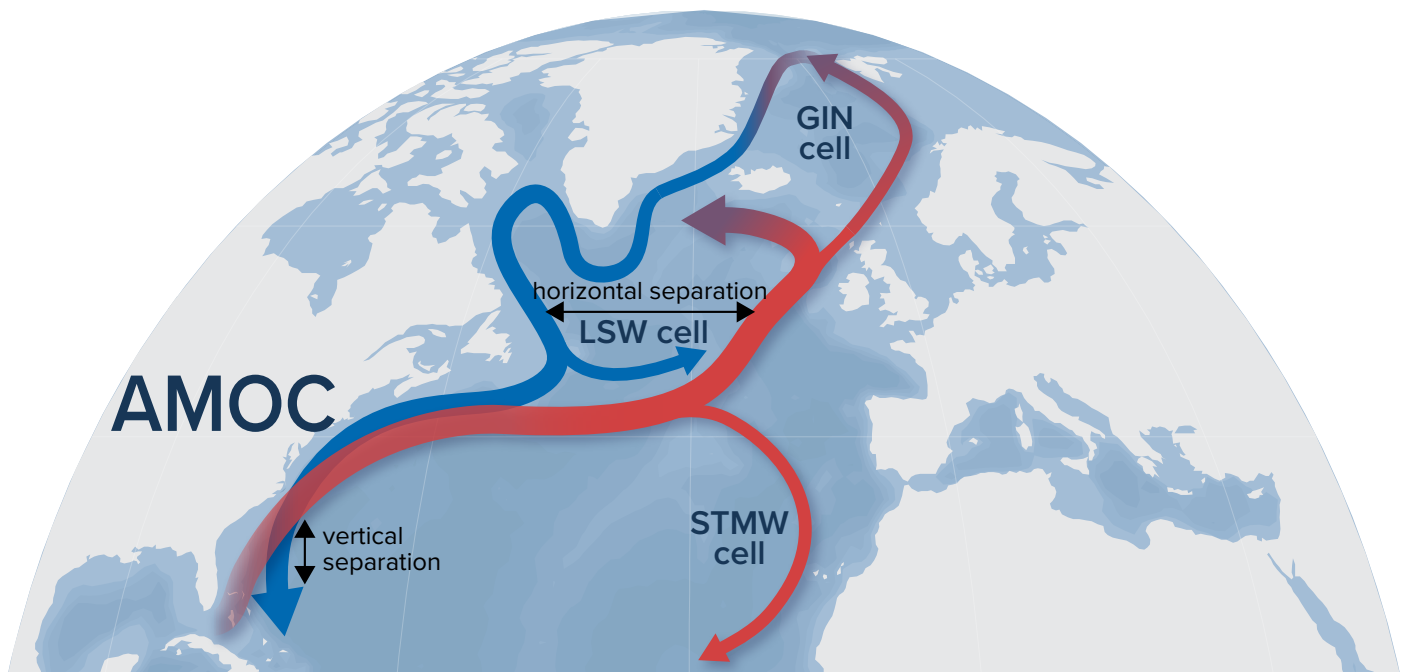 GIN
cell
horizontal separation
LSW cell
AMOC
STMW
cell
vertical
separation